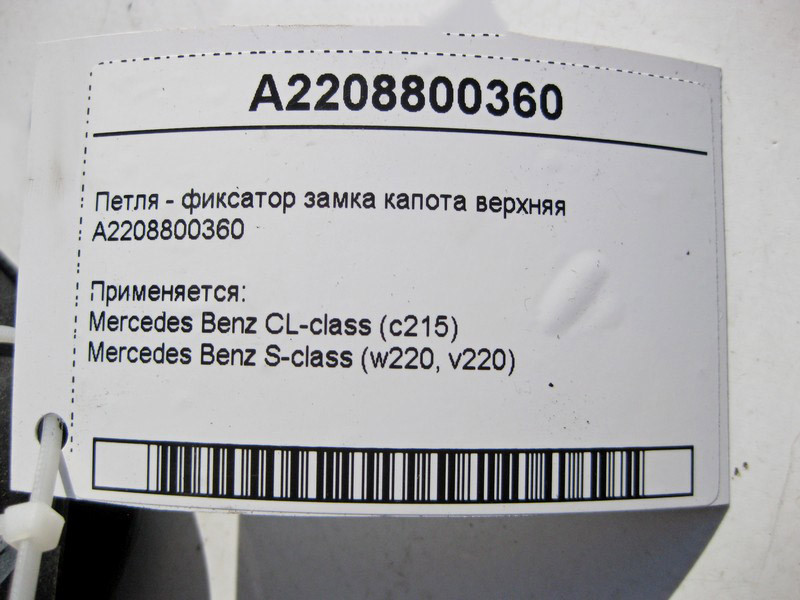 A2208800360
Петля - фиксатор замка капота верхняя
A2208800360
Применяется:
Mercedes Benz CL-class (c215)
Mercedes Benz S-class (w220, v220)